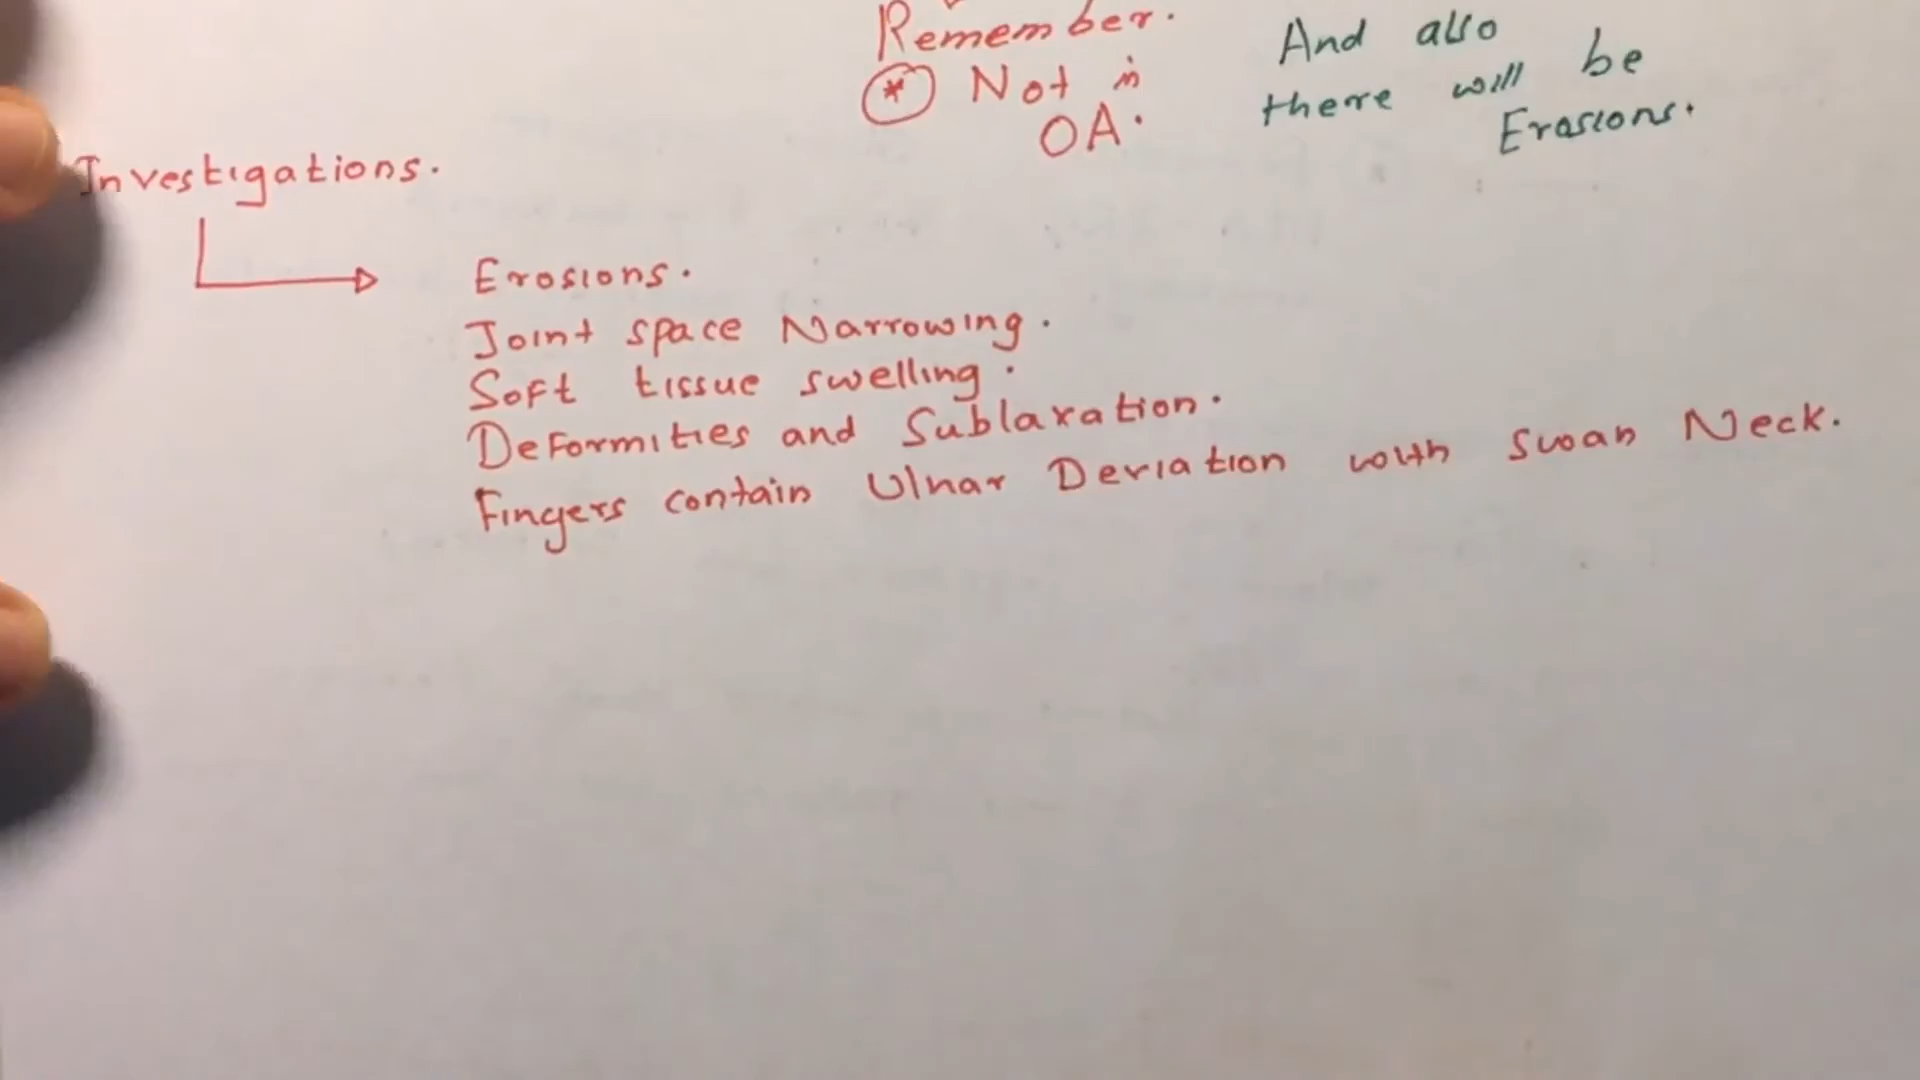 Remember.
* Not in
OA.
And also
there will be
Erosions.
Investigations.
Erosions.
Joint space Narrowing.
Soft tissue swelling.
Deformities and Sublaxation.
Fingers contain Ulnar Deviation with Swan Neck.